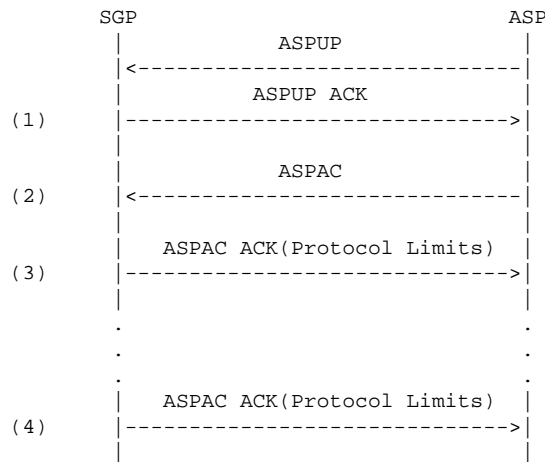 SGP ASP
ASPUP
ASPUP ACK
(1)
ASPAC
(2)
ASPAC ACK(Protocol Limits)
(3)
ASPAC ACK(Protocol Limits)
(4)